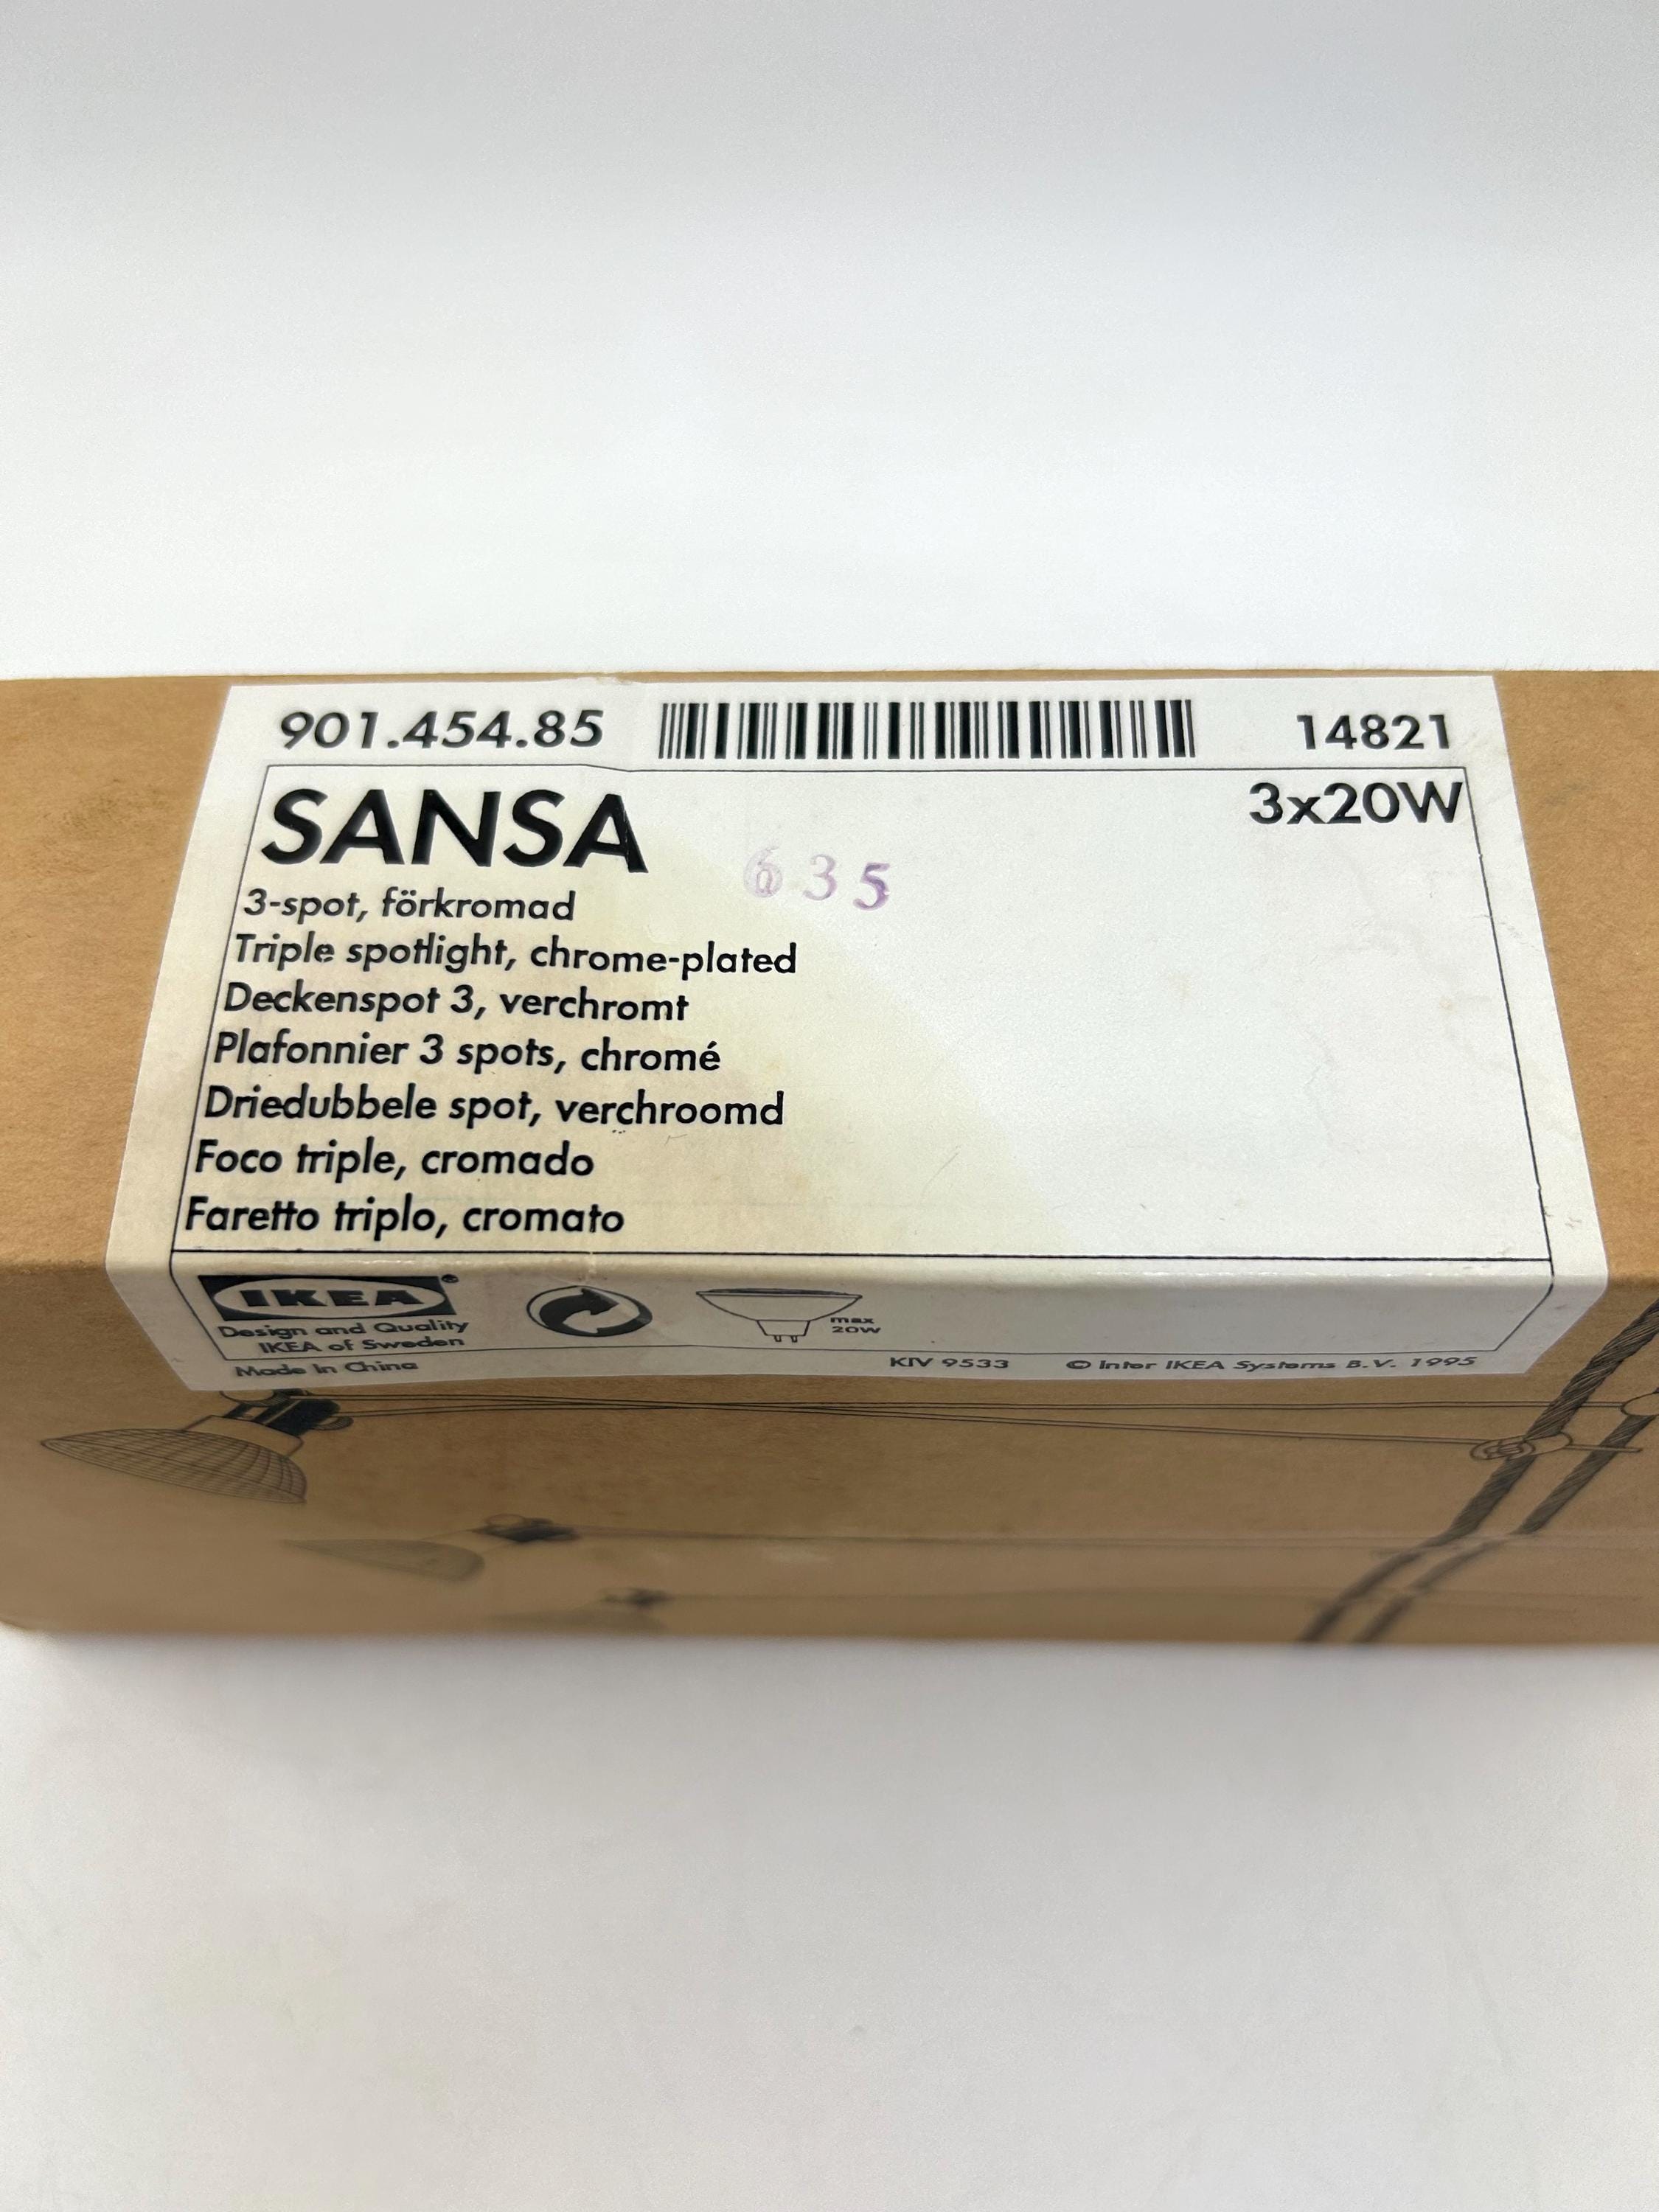 901.454.85 14821
SANSA 3x20W
635
3-spot, förkromad
Triple spotlight, chrome-plated
Deckenspot 3, verchromt
Plafonnier 3 spots, chromé
Driedubbele spot, verchroomd
Foco triple, cromado
Faretto triplo, cromato
IKEA®
max
20W
Design and Quality
IKEA of Sweden
Made In China KIV 9533 © Inter IKEA Systems B.V. 1995